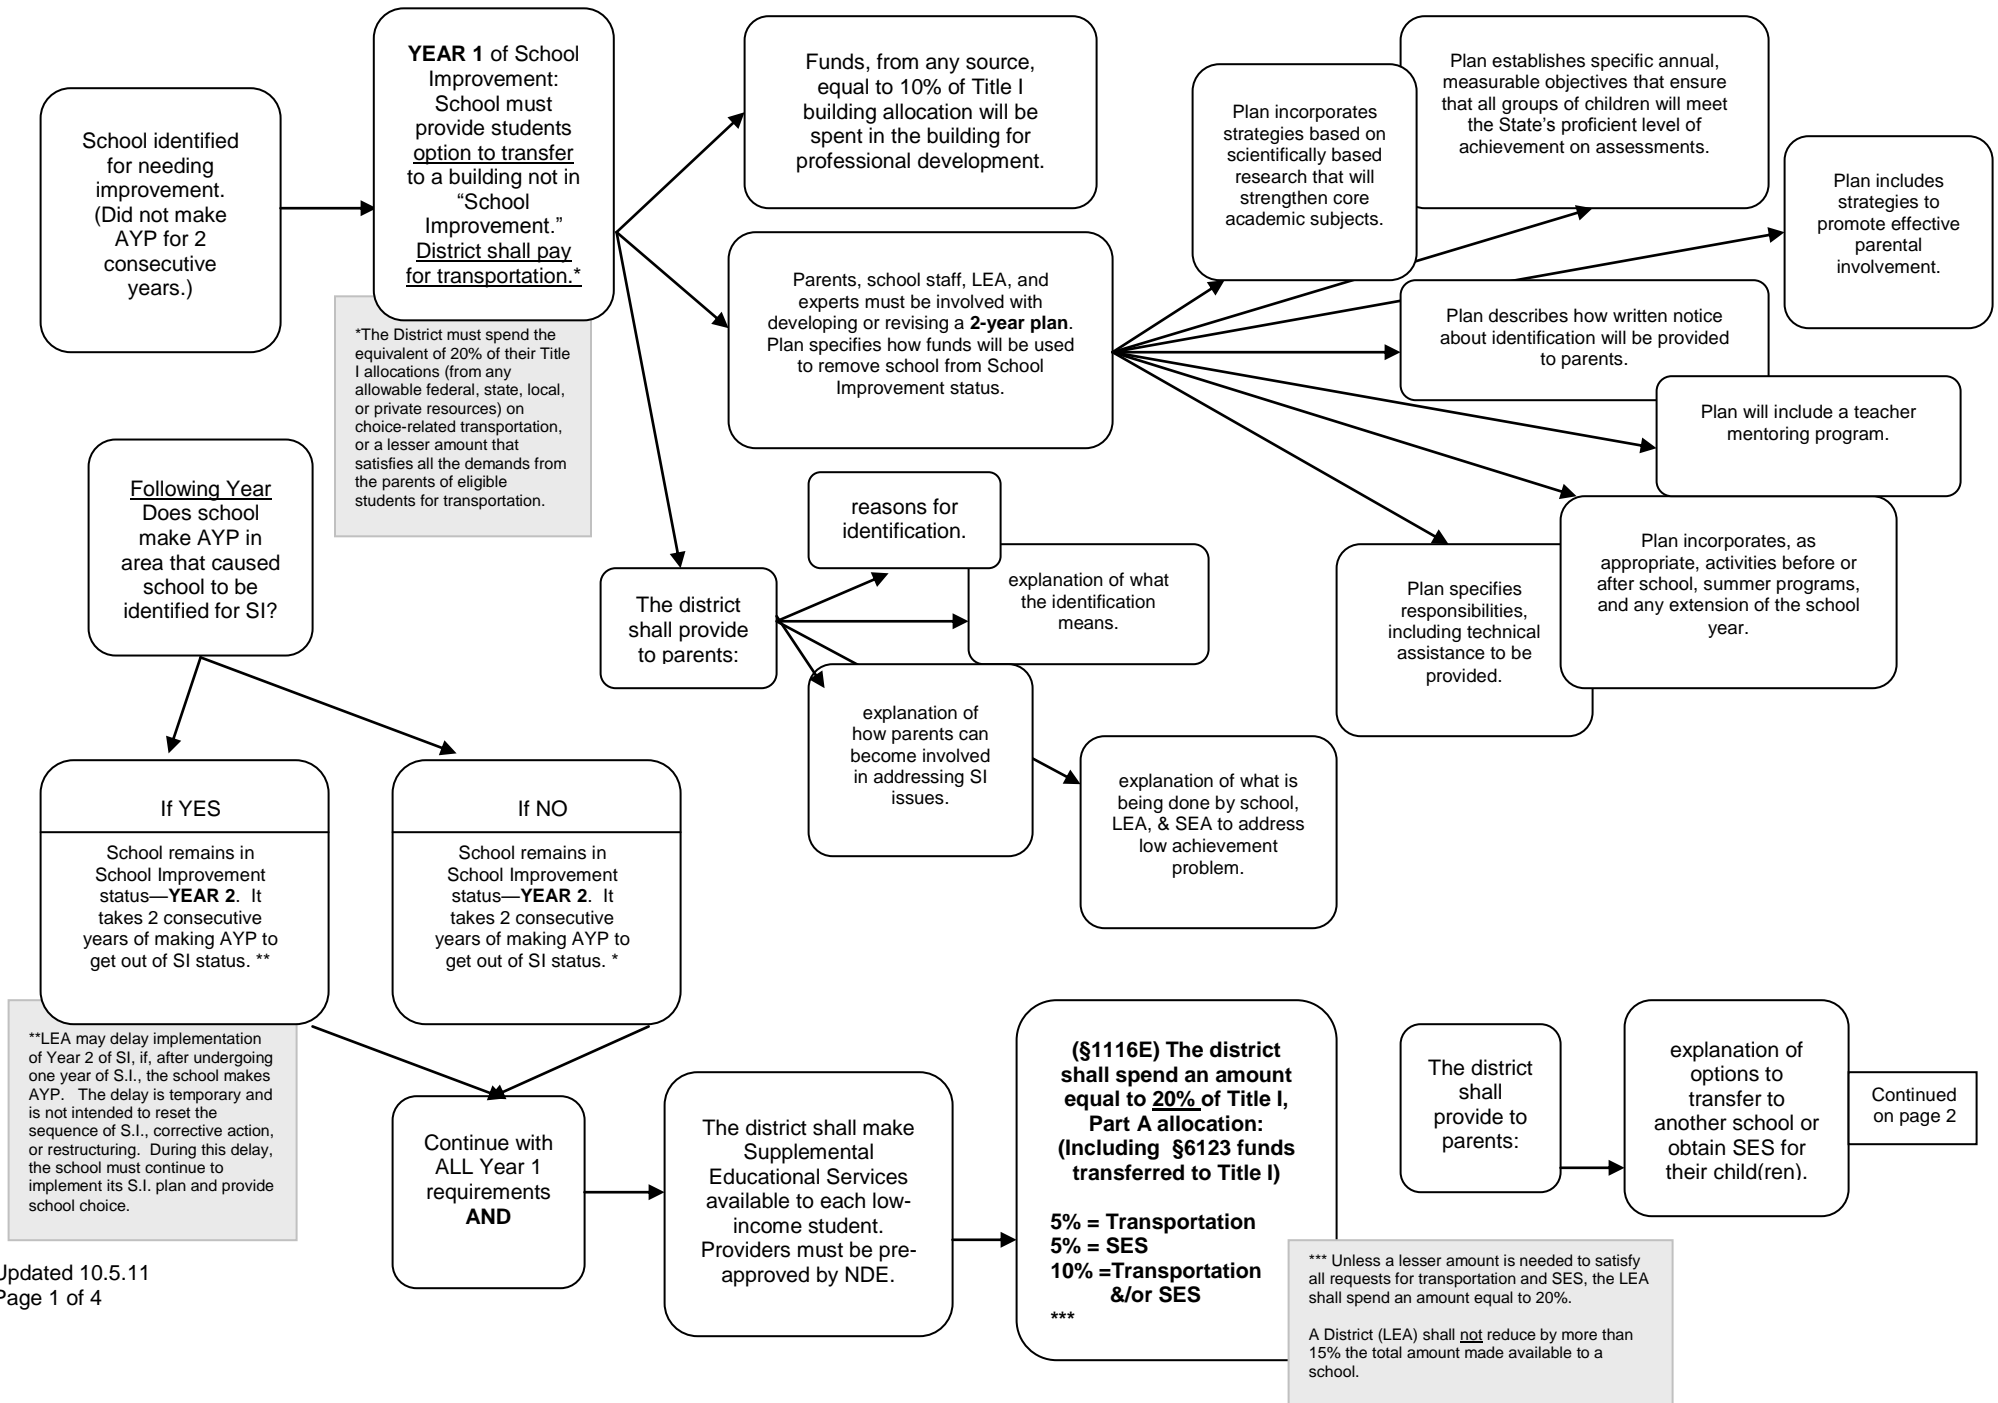 School identified
for needing
improvement.
(Did not make
AYP for 2
consecutive
years.)
YEAR 1 of School
Improvement:
School must
provide students
option to transfer
to a building not in
“School
Improvement.”
District shall pay
for transportation.*
*The District must spend the
equivalent of 20% of their Title
I allocations (from any
allowable federal, state, local,
or private resources) on
choice-related transportation,
or a lesser amount that
satisfies all the demands from
the parents of eligible
students for transportation.
Funds, from any source,
equal to 10% of Title I
building allocation will be
spent in the building for
professional development.
Parents, school staff, LEA, and
experts must be involved with
developing or revising a 2-year plan.
Plan specifies how funds will be used
to remove school from School
Improvement status.
Plan incorporates
strategies based on
scientifically based
research that will
strengthen core
academic subjects.
Plan establishes specific annual,
measurable objectives that ensure
that all groups of children will meet
the State’s proficient level of
achievement on assessments.
Plan includes
strategies to
promote effective
parental
involvement.
Plan describes how written notice
about identification will be provided
to parents.
Plan will include a teacher
mentoring program.
Plan incorporates, as
appropriate, activities before or
after school, summer programs,
and any extension of the school
year.
Plan specifies
responsibilities,
including technical
assistance to be
provided.
The district
shall provide
to parents:
reasons for
identification.
explanation of what
the identification
means.
explanation of
how parents can
become involved
in addressing SI
issues.
explanation of what is
being done by school,
LEA, & SEA to address
low achievement
problem.
Following Year
Does school
make AYP in
area that caused
school to be
identified for SI?
If YES
School remains in
School Improvement
status—YEAR 2.  It
takes 2 consecutive
years of making AYP to
get out of SI status. **
If NO
School remains in
School Improvement
status—YEAR 2.  It
takes 2 consecutive
years of making AYP to
get out of SI status. *
**LEA may delay implementation
of Year 2 of SI, if, after undergoing
one year of S.I., the school makes
AYP.  The delay is temporary and
is not intended to reset the
sequence of S.I., corrective action,
or restructuring.  During this delay,
the school must continue to
implement its S.I. plan and provide
school choice.
Continue with
ALL Year 1
requirements
AND
The district shall make
Supplemental
Educational Services
available to each low-
income student.
Providers must be pre-
approved by NDE.
(§1116E) The district
shall spend an amount
equal to 20% of Title I,
Part A allocation:
(Including  §6123 funds
transferred to Title I)
5% = Transportation
5% = SES
10% =Transportation
&/or SES
***
*** Unless a lesser amount is needed to satisfy
all requests for transportation and SES, the LEA
shall spend an amount equal to 20%.
A District (LEA) shall not reduce by more than
15% the total amount made available to a
school.
The district
shall
provide to
parents:
explanation of
options to
transfer to
another school or
obtain SES for
their child(ren).
Continued
on page 2
Updated 10.5.11
Page 1 of 4